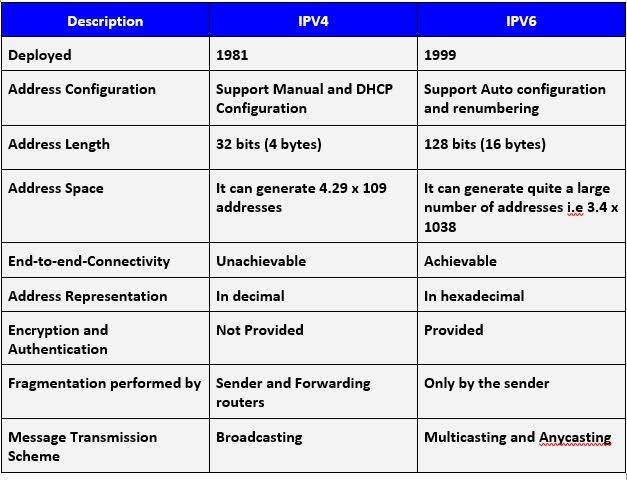 Description IPV4 IPV6
Deployed 1981 1999
Address Configuration Support Manual and DHCP Support Auto configuration
Configuration and renumbering
Address Length 32 bits (4 bytes) 128 bits (16 bytes)
Address Space It can generate 4.29 x 109 It can generate quite a large
addresses number of addresses i.e 3.4 x
1038
End-to-end-Connectivity Unachievable Achievable
Address Representation In decimal In hexadecimal
Encryption and Not Provided Provided
Authentication
Fragmentation performed by Sender and Forwarding Only by the sender
routers
Message Transmission Broadcasting Multicasting and Anycasting
Scheme